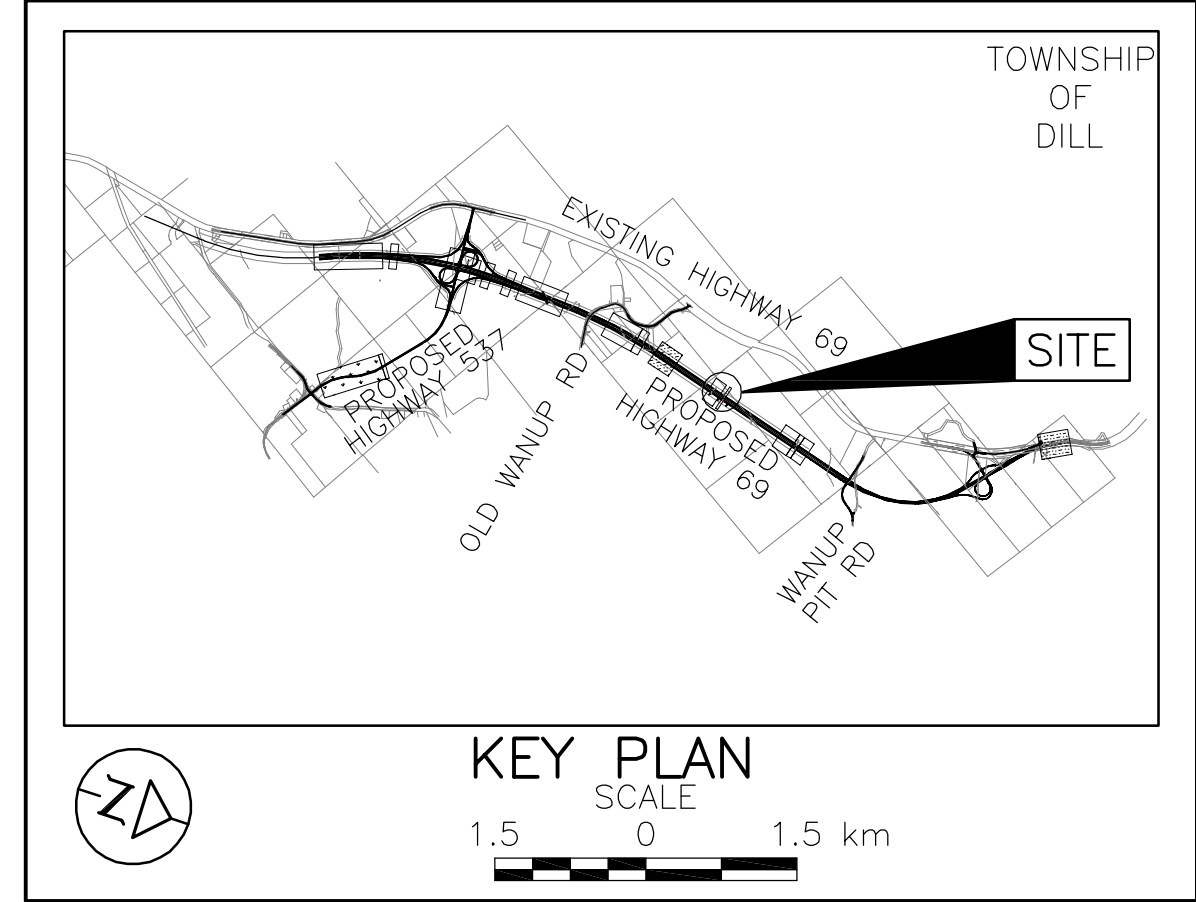 TOWNSHIP
OF
DILL
EXISTING HIGHWAY 69
SITE
PROPOSED
HIGHWAY 537
OLD WANUP RD
PROPOSED
HIGHWAY 69
WANUP
PIT RD
KEY PLAN
SCALE
1.5 0 1.5 km
N